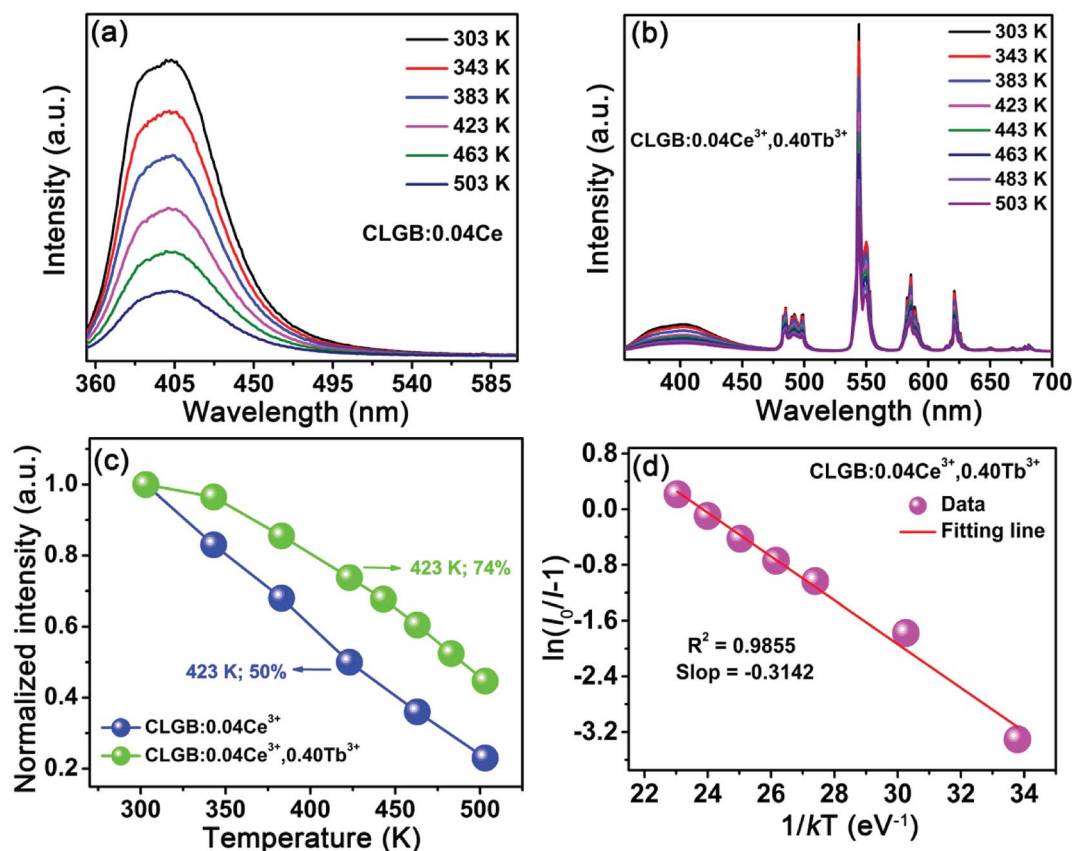 (a)
303 K
343 K
383 K
423 K
463 K
503 K
CLGB:0.04Ce
Intensity (a.u.)
360 405 450 495 540 585
Wavelength (nm)
(b)
303 K
343 K
383 K
423 K
443 K
463 K
483 K
503 K
CLGB:0.04Ce³⁺,0.40Tb³⁺
Intensity (a.u.)
400 450 500 550 600 650 700
Wavelength (nm)
(c)
Normalized intensity (a.u.)
1.0
0.8
0.6
0.4
0.2
423 K; 74%
423 K; 50%
CLGB:0.04Ce³⁺
CLGB:0.04Ce³⁺,0.40Tb³⁺
300 350 400 450 500
Temperature (K)
(d)
CLGB:0.04Ce³⁺,0.40Tb³⁺
Data
Fitting line
ln(I₀/I-1)
0.8
0.0
-0.8
-1.6
-2.4
-3.2
R² = 0.9855
Slop = -0.3142
22 24 26 28 30 32 34
1/kT (eV⁻¹)